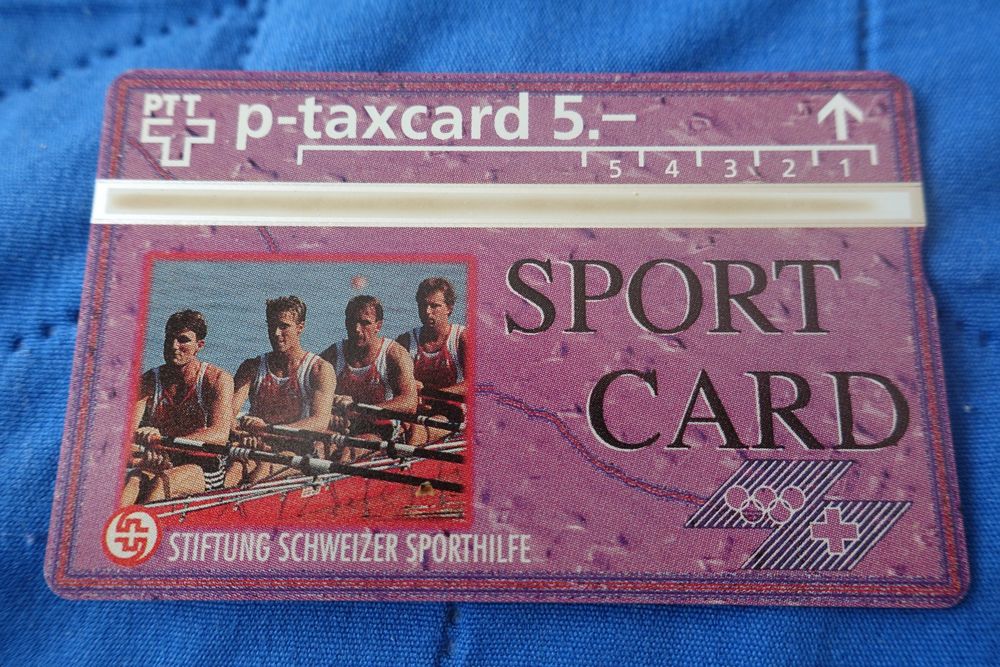 PTT
p-taxcard 5.–
5 4 3 2 1
SPORT
CARD
STIFTUNG SCHWEIZER SPORTHILFE